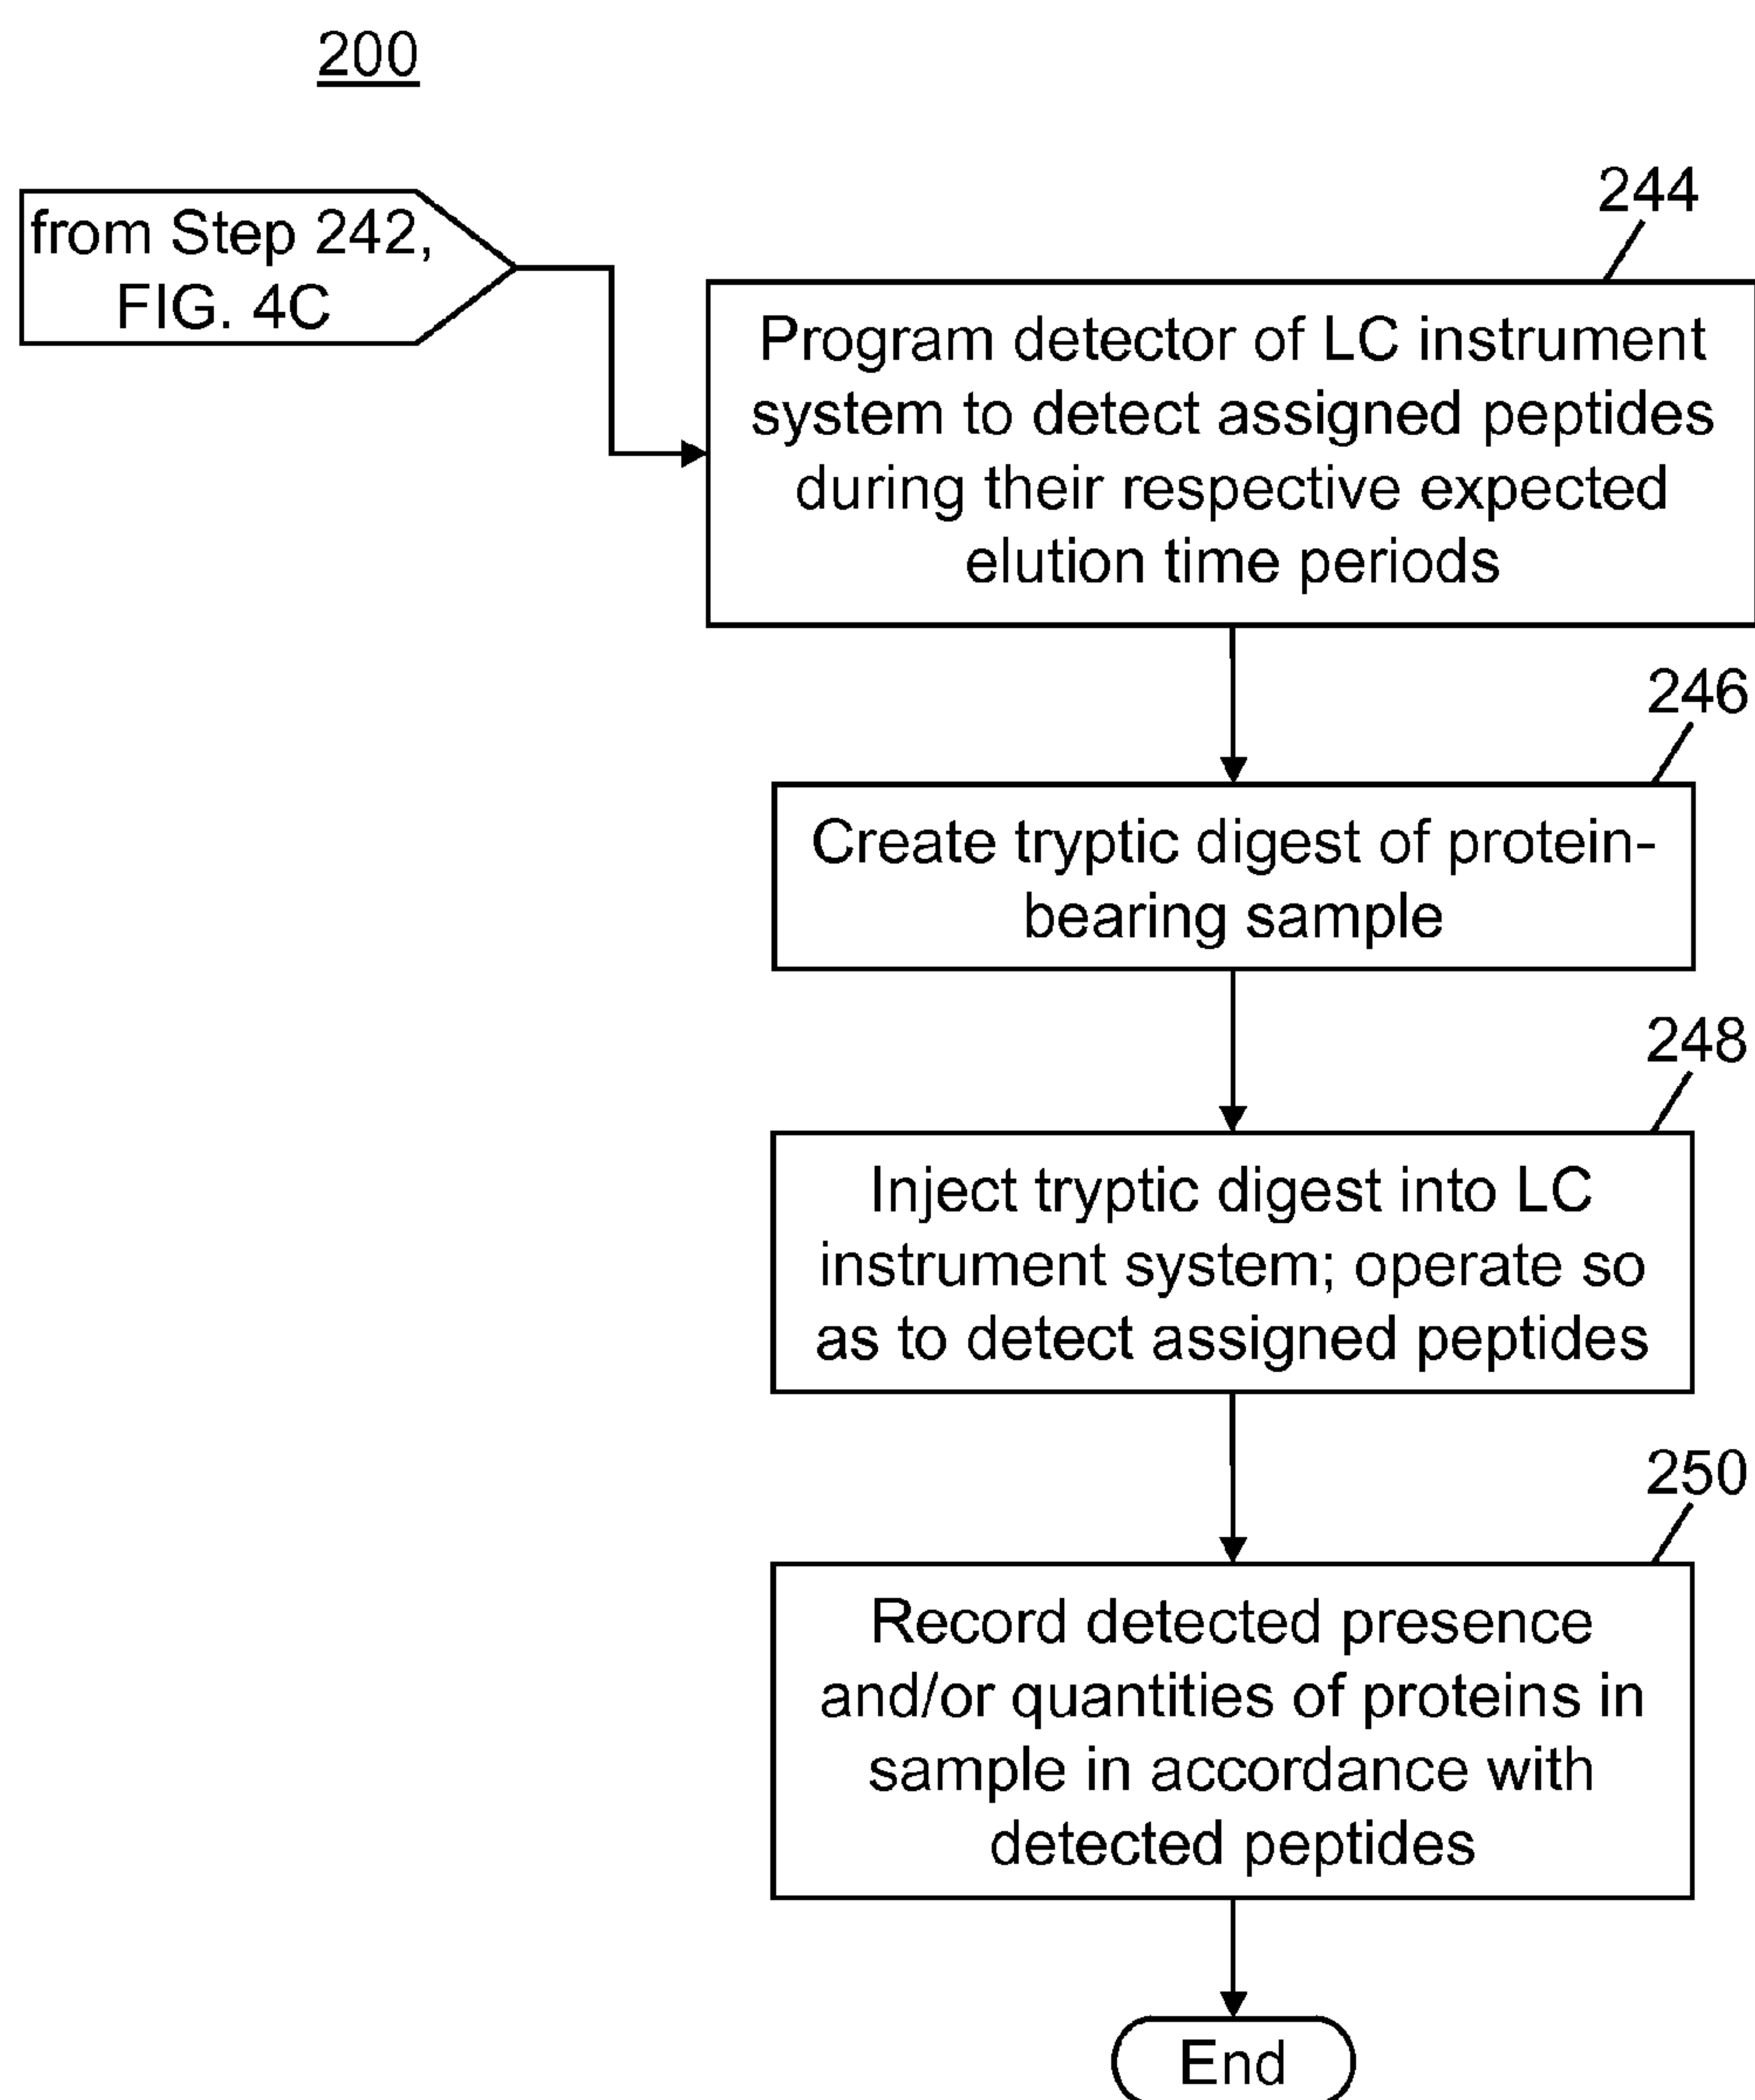 200
from Step 242,
FIG. 4C
244
Program detector of LC instrument
system to detect assigned peptides
during their respective expected
elution time periods
246
Create tryptic digest of protein-
bearing sample
248
Inject tryptic digest into LC
instrument system; operate so
as to detect assigned peptides
250
Record detected presence
and/or quantities of proteins in
sample in accordance with
detected peptides
End